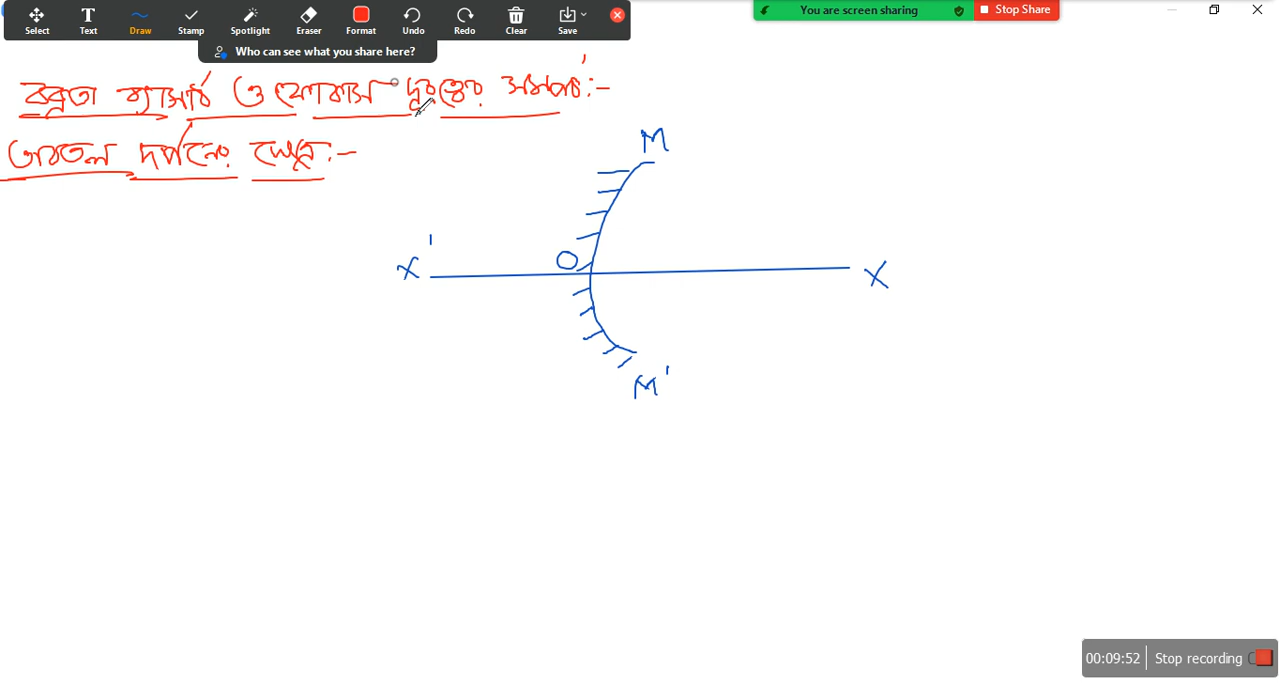 Select Text Draw Stamp Spotlight Eraser Format Undo Redo Clear Save
You are screen sharing Stop Share
Who can see what you share here?
বক্রতা ব্যাসার্ধ ও ফোকাস দূরত্বের সম্পর্ক:-
অবতল দর্পনের ক্ষেত্রে:-
M
X' O X
M'
00:09:52 Stop recording